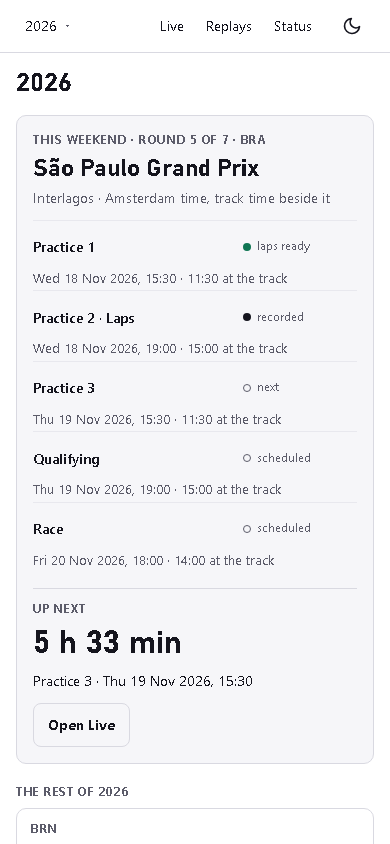 2026
Live Replays Status
2026
THIS WEEKEND · ROUND 5 OF 7 · BRA
São Paulo Grand Prix
Interlagos · Amsterdam time, track time beside it
Practice 1 laps ready
Wed 18 Nov 2026, 15:30 · 11:30 at the track
Practice 2 · Laps recorded
Wed 18 Nov 2026, 19:00 · 15:00 at the track
Practice 3 next
Thu 19 Nov 2026, 15:30 · 11:30 at the track
Qualifying scheduled
Thu 19 Nov 2026, 19:00 · 15:00 at the track
Race scheduled
Fri 20 Nov 2026, 18:00 · 14:00 at the track
UP NEXT
5 h 33 min
Practice 3 · Thu 19 Nov 2026, 15:30
Open Live
THE REST OF 2026
BRN